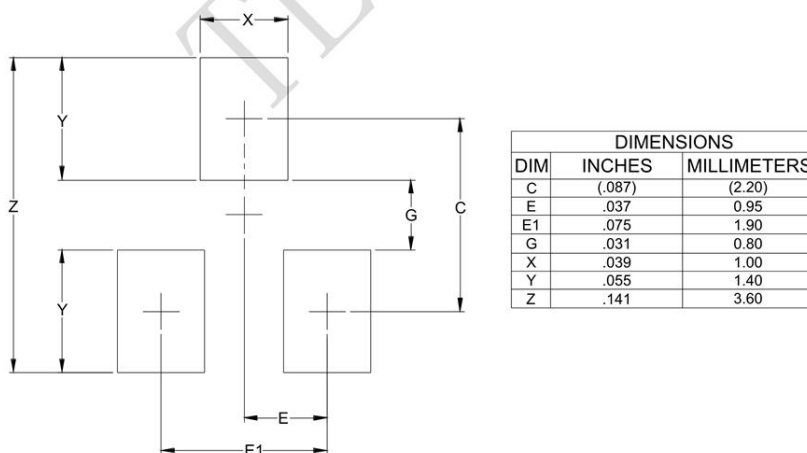 X
Y
Z
G
C
Y
E
E1
DIMENSIONS
DIM INCHES MILLIMETERS
C (.087) (2.20)
E .037 0.95
E1 .075 1.90
G .031 0.80
X .039 1.00
Y .055 1.40
Z .141 3.60